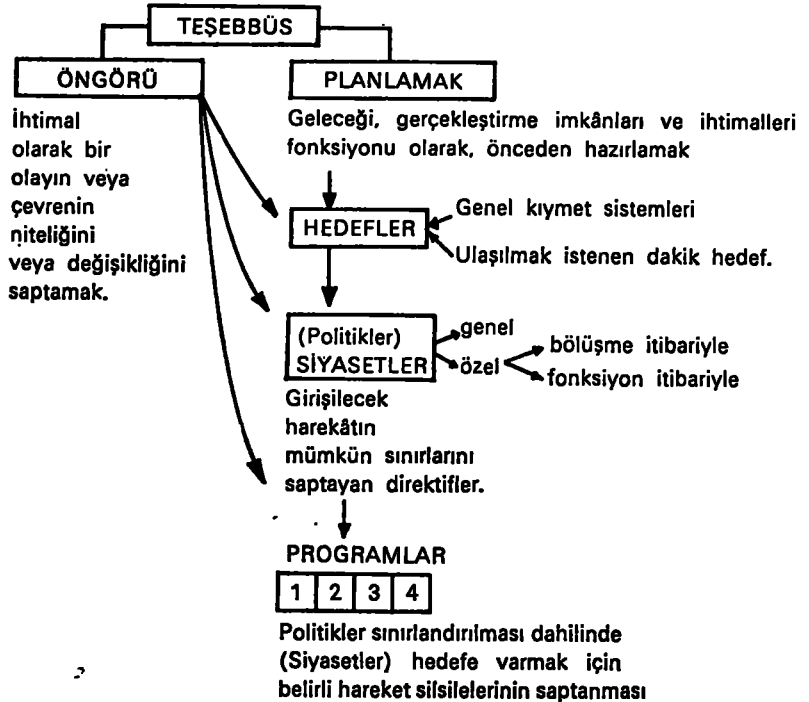 TEŞEBBÜS
ÖNGÖRÜ
İhtimal
olarak bir
olayın veya
çevrenin
niteliğini
veya değişikliğini
saptamak.
PLANLAMAK
Geleceği, gerçekleştirme imkânları ve ihtimalleri
fonksiyonu olarak, önceden hazırlamak
HEDEFLER
Genel kıymet sistemleri
Ulaşılmak istenen dakik hedef.
(Politikler)
SİYASETLER
genel
özel
bölüşme itibariyle
fonksiyon itibariyle
Girişilecek
harekâtın
mümkün sınırlarını
saptayan direktifler.
PROGRAMLAR
1 2 3 4
Politikler sınırlandırılması dahilinde
(Siyasetler) hedefe varmak için
belirli hareket silsilelerinin saptanması